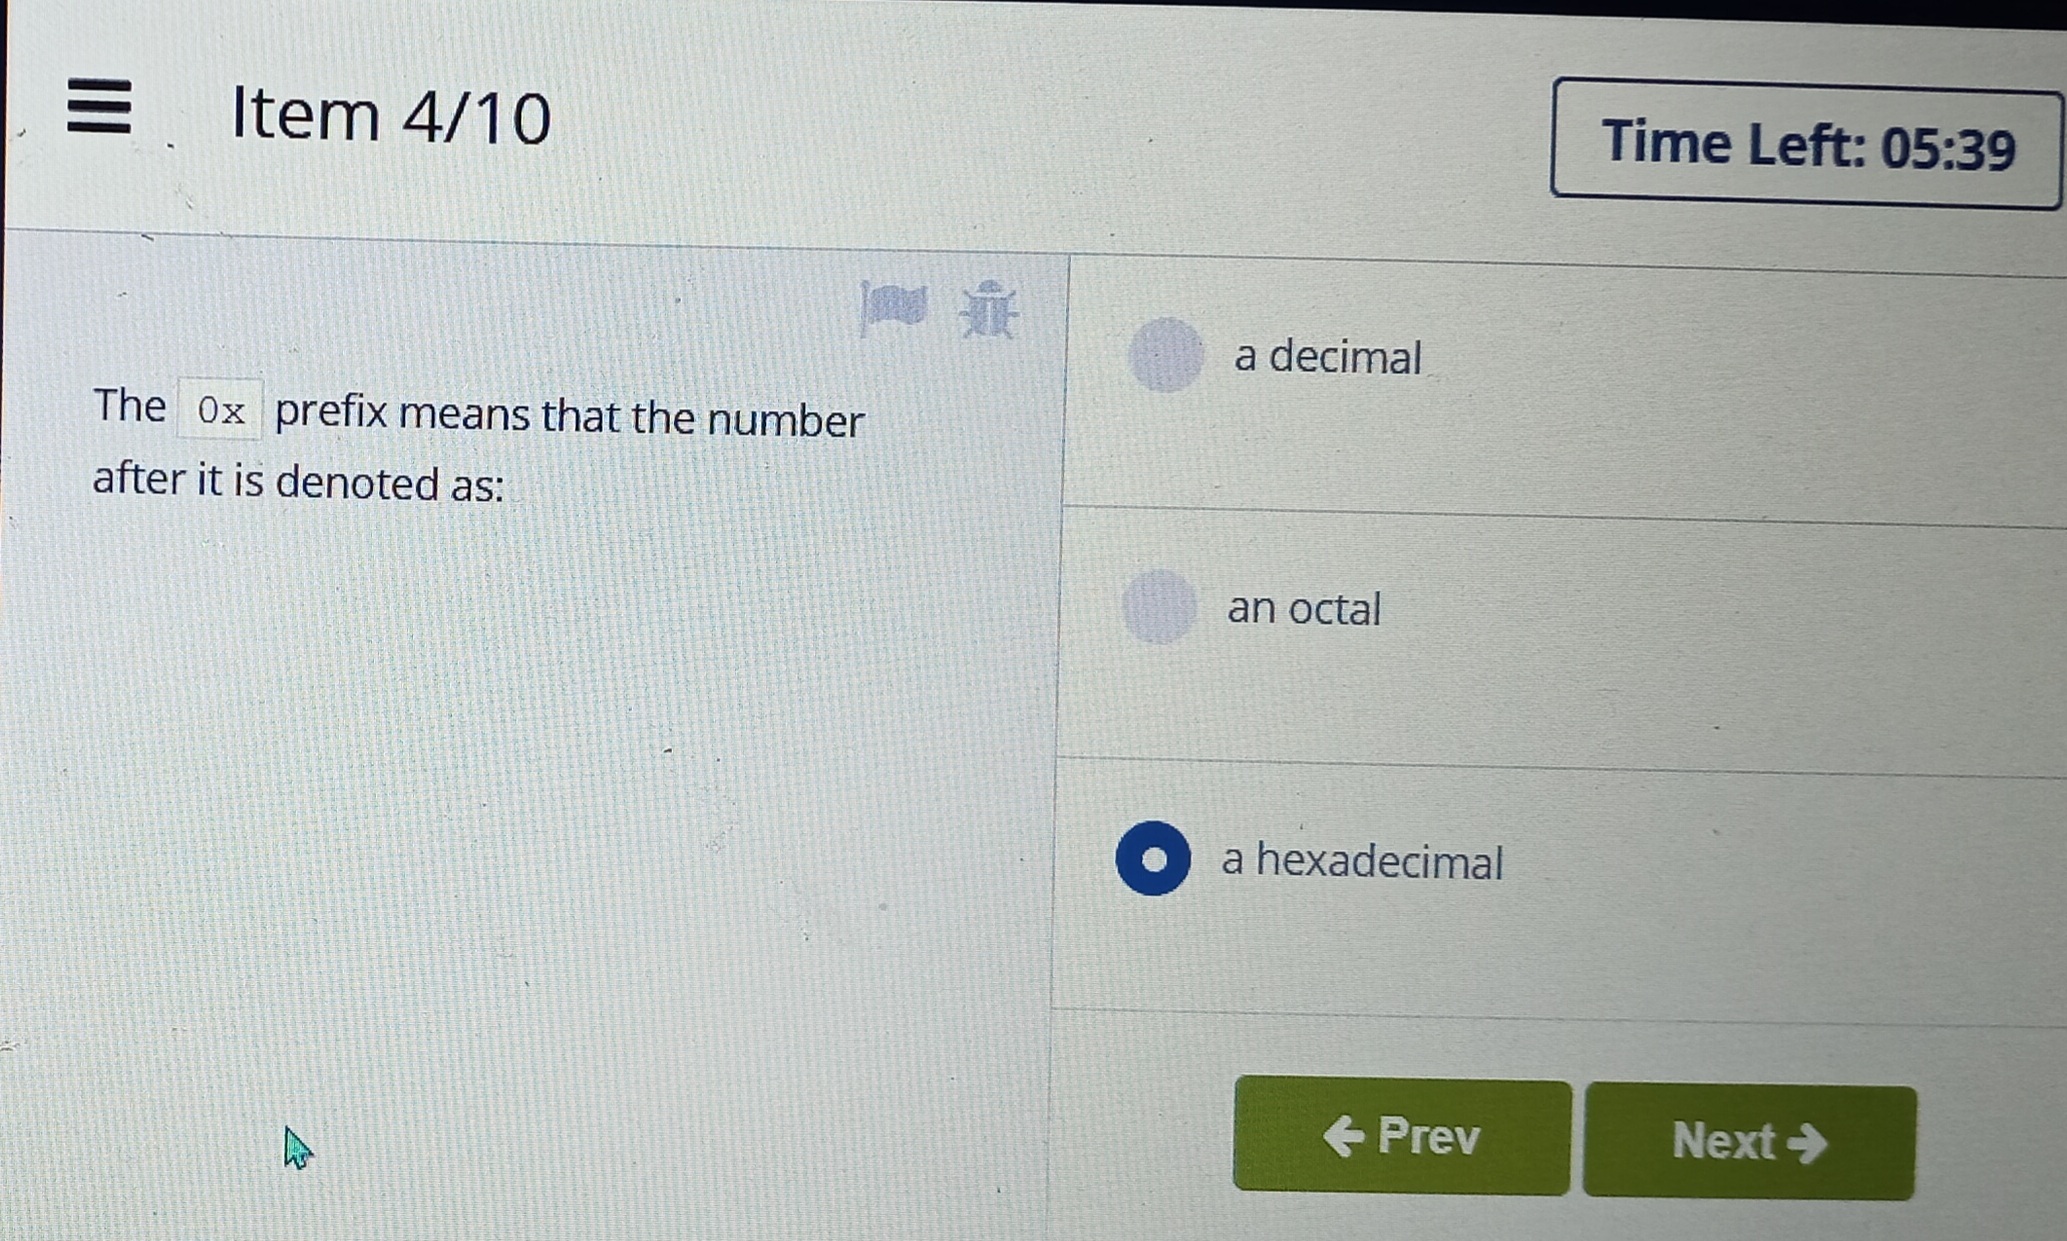 Item 4/10
Time Left: 05:39
The 0x prefix means that the number
after it is denoted as:
a decimal
an octal
a hexadecimal
Prev
Next